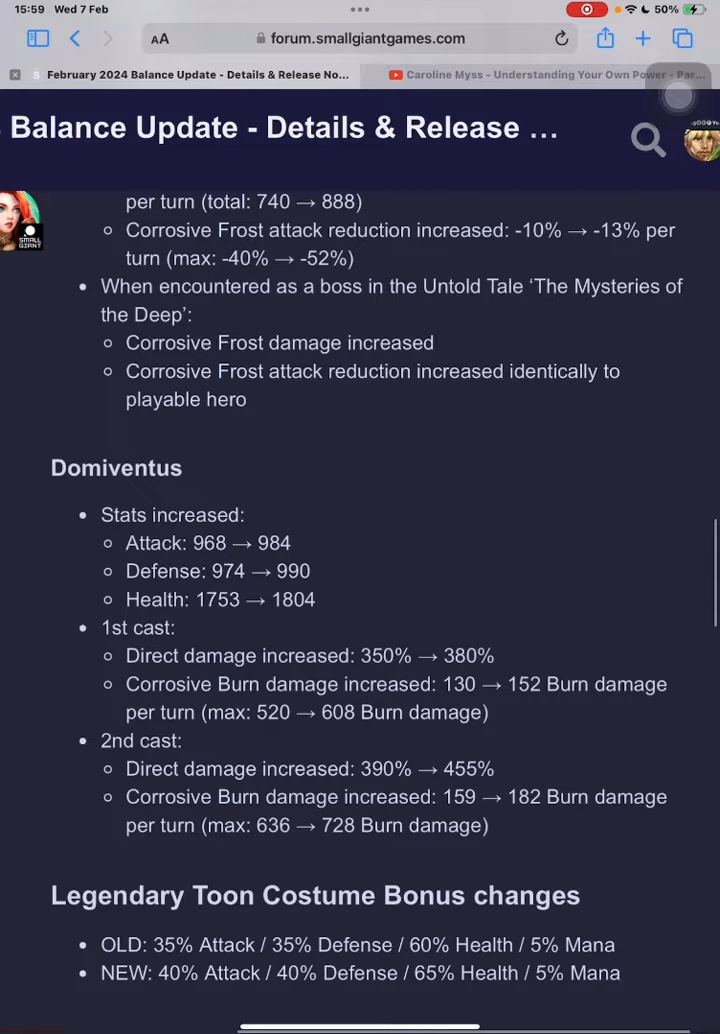 15:59 Wed 7 Feb
50%
AA
forum.smallgiantgames.com
S February 2024 Balance Update - Details & Release No...
Caroline Myss - Understanding Your Own Power - Par...
Balance Update - Details & Release ...
SMALL
GIANT
per turn (total: 740 → 888)
◦ Corrosive Frost attack reduction increased: -10% → -13% per
turn (max: -40% → -52%)
• When encountered as a boss in the Untold Tale ‘The Mysteries of
the Deep’:
◦ Corrosive Frost damage increased
◦ Corrosive Frost attack reduction increased identically to
playable hero
Domiventus
• Stats increased:
◦ Attack: 968 → 984
◦ Defense: 974 → 990
◦ Health: 1753 → 1804
• 1st cast:
◦ Direct damage increased: 350% → 380%
◦ Corrosive Burn damage increased: 130 → 152 Burn damage
per turn (max: 520 → 608 Burn damage)
• 2nd cast:
◦ Direct damage increased: 390% → 455%
◦ Corrosive Burn damage increased: 159 → 182 Burn damage
per turn (max: 636 → 728 Burn damage)
Legendary Toon Costume Bonus changes
• OLD: 35% Attack / 35% Defense / 60% Health / 5% Mana
• NEW: 40% Attack / 40% Defense / 65% Health / 5% Mana